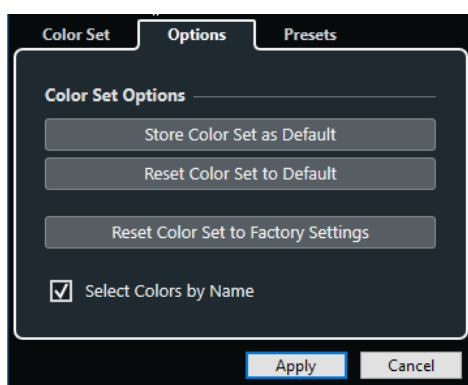 Color Set Options Presets
Color Set Options
Store Color Set as Default
Reset Color Set to Default
Reset Color Set to Factory Settings
Select Colors by Name
Apply Cancel